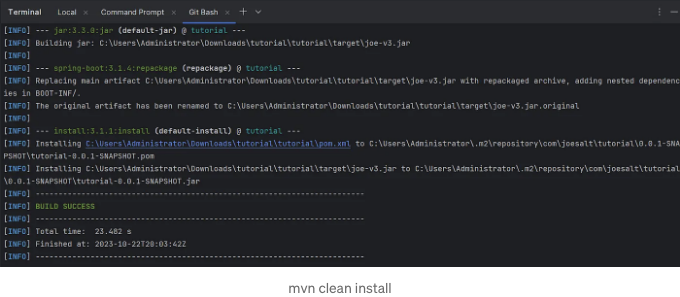 Terminal Local × Command Prompt × Git Bash ×
[INFO] --- jar:3.3.0:jar (default-jar) @ tutorial ---
[INFO] Building jar: C:\Users\Administrator\Downloads\tutorial\tutorial\target\joe-v3.jar
[INFO]
[INFO] --- spring-boot:3.1.4:repackage (repackage) @ tutorial ---
[INFO] Replacing main artifact C:\Users\Administrator\Downloads\tutorial\tutorial\target\joe-v3.jar with repackaged archive, adding nested dependenc
ies in BOOT-INF/.
[INFO] The original artifact has been renamed to C:\Users\Administrator\Downloads\tutorial\tutorial\target\joe-v3.jar.original
[INFO]
[INFO] --- install:3.1.1:install (default-install) @ tutorial ---
[INFO] Installing C:\Users\Administrator\Downloads\tutorial\tutorial\pom.xml to C:\Users\Administrator\.m2\repository\com\joesalt\tutorial\0.0.1-SNA
PSHOT\tutorial-0.0.1-SNAPSHOT.pom
[INFO] Installing C:\Users\Administrator\Downloads\tutorial\tutorial\target\joe-v3.jar to C:\Users\Administrator\.m2\repository\com\joesalt\tutorial
\0.0.1-SNAPSHOT\tutorial-0.0.1-SNAPSHOT.jar
[INFO] ------------------------------------------------------------------------
[INFO] BUILD SUCCESS
[INFO] ------------------------------------------------------------------------
[INFO] Total time:  23.482 s
[INFO] Finished at: 2023-10-22T20:03:42Z
[INFO] ------------------------------------------------------------------------
mvn clean install